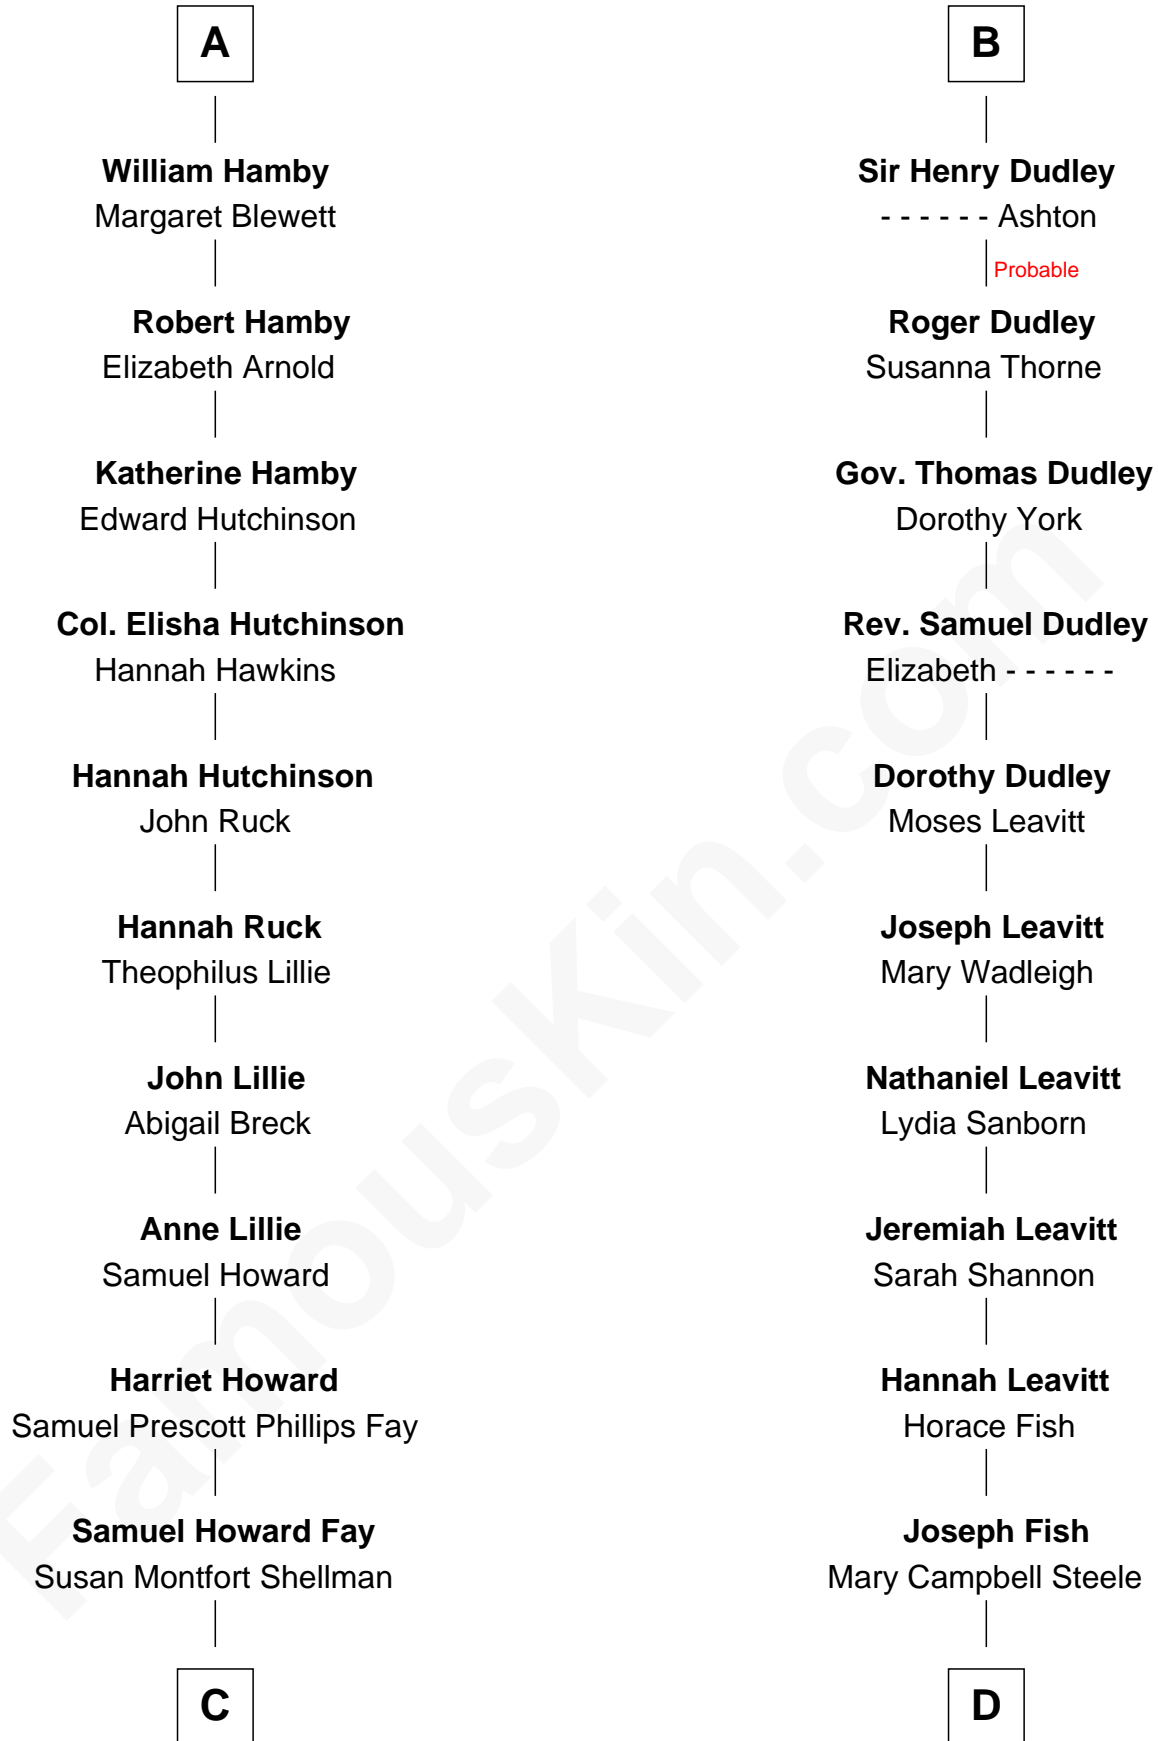 A
William Hamby
Margaret Blewett
Robert Hamby
Elizabeth Arnold
Katherine Hamby
Edward Hutchinson
Col. Elisha Hutchinson
Hannah Hawkins
Hannah Hutchinson
John Ruck
Hannah Ruck
Theophilus Lillie
John Lillie
Abigail Breck
Anne Lillie
Samuel Howard
Harriet Howard
Samuel Prescott Phillips Fay
Samuel Howard Fay
Susan Montfort Shellman
C
B
Sir Henry Dudley
- - - - - - Ashton
Probable
Roger Dudley
Susanna Thorne
Gov. Thomas Dudley
Dorothy York
Rev. Samuel Dudley
Elizabeth - - - - - -
Dorothy Dudley
Moses Leavitt
Joseph Leavitt
Mary Wadleigh
Nathaniel Leavitt
Lydia Sanborn
Jeremiah Leavitt
Sarah Shannon
Hannah Leavitt
Horace Fish
Joseph Fish
Mary Campbell Steele
D
FamousKin.com